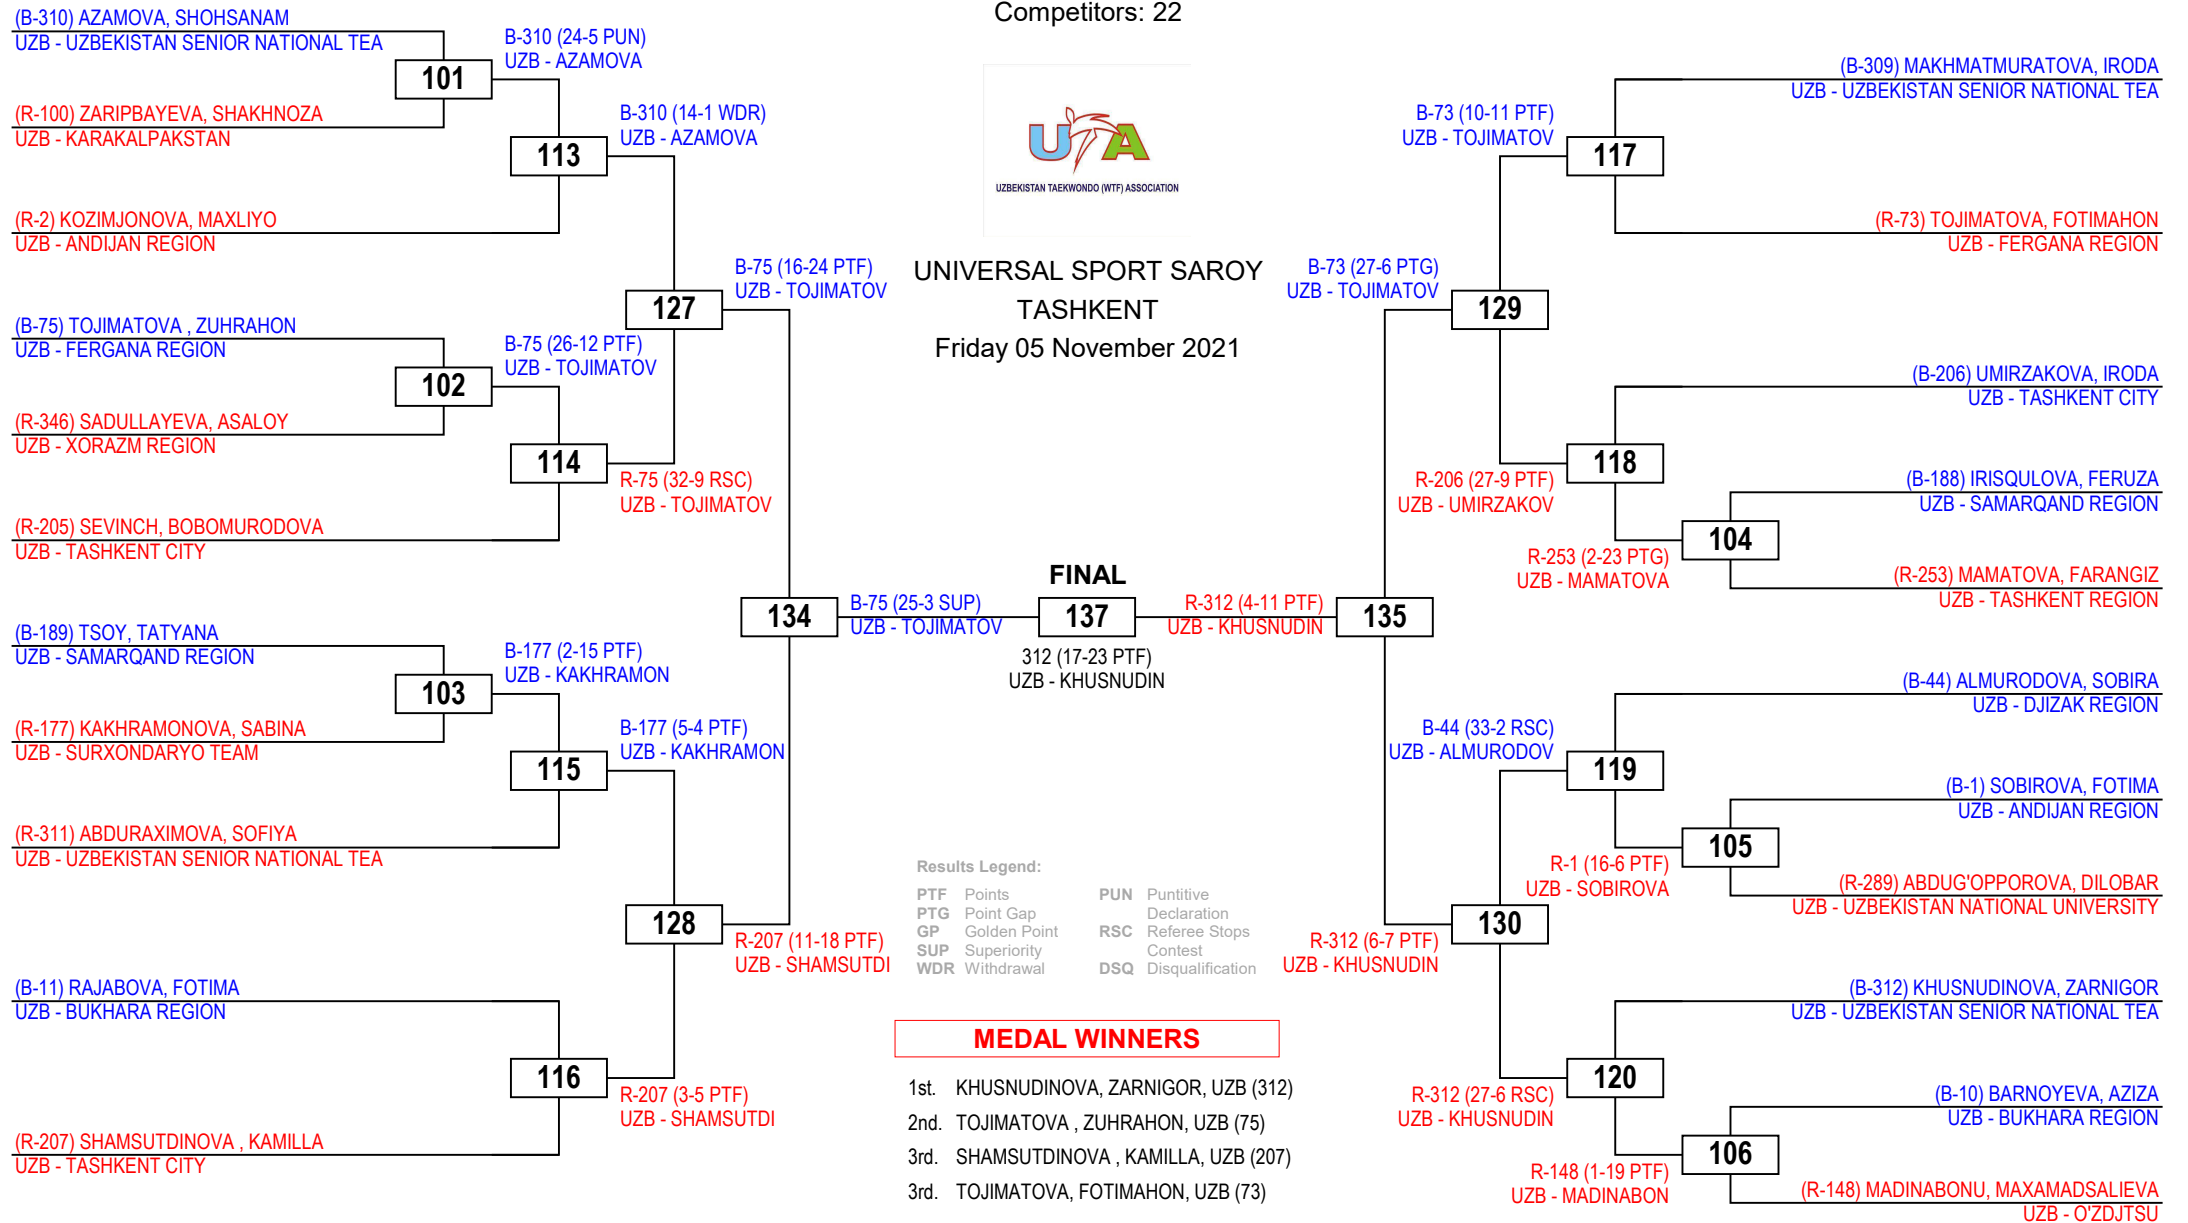 Competitors: 22
UTA
UZBEKISTAN TAEKWONDO (WTF) ASSOCIATION
UNIVERSAL SPORT SAROY
TASHKENT
Friday 05 November 2021
(B-310) AZAMOVA, SHOHSANAM
UZB - UZBEKISTAN SENIOR NATIONAL TEA
101
(R-100) ZARIPBAYEVA, SHAKHNOZA
UZB - KARAKALPAKSTAN
B-310 (24-5 PUN)
UZB - AZAMOVA
113
(R-2) KOZIMJONOVA, MAXLIYO
UZB - ANDIJAN REGION
B-310 (14-1 WDR)
UZB - AZAMOVA
127
B-75 (16-24 PTF)
UZB - TOJIMATOV
(B-75) TOJIMATOVA , ZUHRAHON
UZB - FERGANA REGION
102
(R-346) SADULLAYEVA, ASALOY
UZB - XORAZM REGION
B-75 (26-12 PTF)
UZB - TOJIMATOV
114
(R-205) SEVINCH, BOBOMURODOVA
UZB - TASHKENT CITY
R-75 (32-9 RSC)
UZB - TOJIMATOV
134
B-75 (25-3 SUP)
UZB - TOJIMATOV
(B-189) TSOY, TATYANA
UZB - SAMARQAND REGION
103
(R-177) KAKHRAMONOVA, SABINA
UZB - SURXONDARYO TEAM
B-177 (2-15 PTF)
UZB - KAKHRAMON
115
(R-311) ABDURAXIMOVA, SOFIYA
UZB - UZBEKISTAN SENIOR NATIONAL TEA
B-177 (5-4 PTF)
UZB - KAKHRAMON
128
R-207 (11-18 PTF)
UZB - SHAMSUTDI
(B-11) RAJABOVA, FOTIMA
UZB - BUKHARA REGION
116
(R-207) SHAMSUTDINOVA , KAMILLA
UZB - TASHKENT CITY
R-207 (3-5 PTF)
UZB - SHAMSUTDI
FINAL
137
312 (17-23 PTF)
UZB - KHUSNUDIN
R-312 (4-11 PTF)
UZB - KHUSNUDIN
135
(B-309) MAKHMATMURATOVA, IRODA
UZB - UZBEKISTAN SENIOR NATIONAL TEA
B-73 (10-11 PTF)
UZB - TOJIMATOV
117
(R-73) TOJIMATOVA, FOTIMAHON
UZB - FERGANA REGION
B-73 (27-6 PTG)
UZB - TOJIMATOV
129
(B-206) UMIRZAKOVA, IRODA
UZB - TASHKENT CITY
R-206 (27-9 PTF)
UZB - UMIRZAKOV
118
(B-188) IRISQULOVA, FERUZA
UZB - SAMARQAND REGION
104
R-253 (2-23 PTG)
UZB - MAMATOVA
(R-253) MAMATOVA, FARANGIZ
UZB - TASHKENT REGION
(B-44) ALMURODOVA, SOBIRA
UZB - DJIZAK REGION
B-44 (33-2 RSC)
UZB - ALMURODOV
119
(B-1) SOBIROVA, FOTIMA
UZB - ANDIJAN REGION
105
R-1 (16-6 PTF)
UZB - SOBIROVA
(R-289) ABDUG'OPPOROVA, DILOBAR
UZB - UZBEKISTAN NATIONAL UNIVERSITY
130
R-312 (6-7 PTF)
UZB - KHUSNUDIN
(B-312) KHUSNUDINOVA, ZARNIGOR
UZB - UZBEKISTAN SENIOR NATIONAL TEA
120
R-312 (27-6 RSC)
UZB - KHUSNUDIN
(B-10) BARNOYEVA, AZIZA
UZB - BUKHARA REGION
106
R-148 (1-19 PTF)
UZB - MADINABON
(R-148) MADINABONU, MAXAMADSALIEVA
UZB - O'ZDJTSU
Results Legend:
PTF Points
PTG Point Gap
GP Golden Point
SUP Superiority
WDR Withdrawal
PUN Puntitive
Declaration
RSC Referee Stops
Contest
DSQ Disqualification
MEDAL WINNERS
1st. KHUSNUDINOVA, ZARNIGOR, UZB (312)
2nd. TOJIMATOVA , ZUHRAHON, UZB (75)
3rd. SHAMSUTDINOVA , KAMILLA, UZB (207)
3rd. TOJIMATOVA, FOTIMAHON, UZB (73)